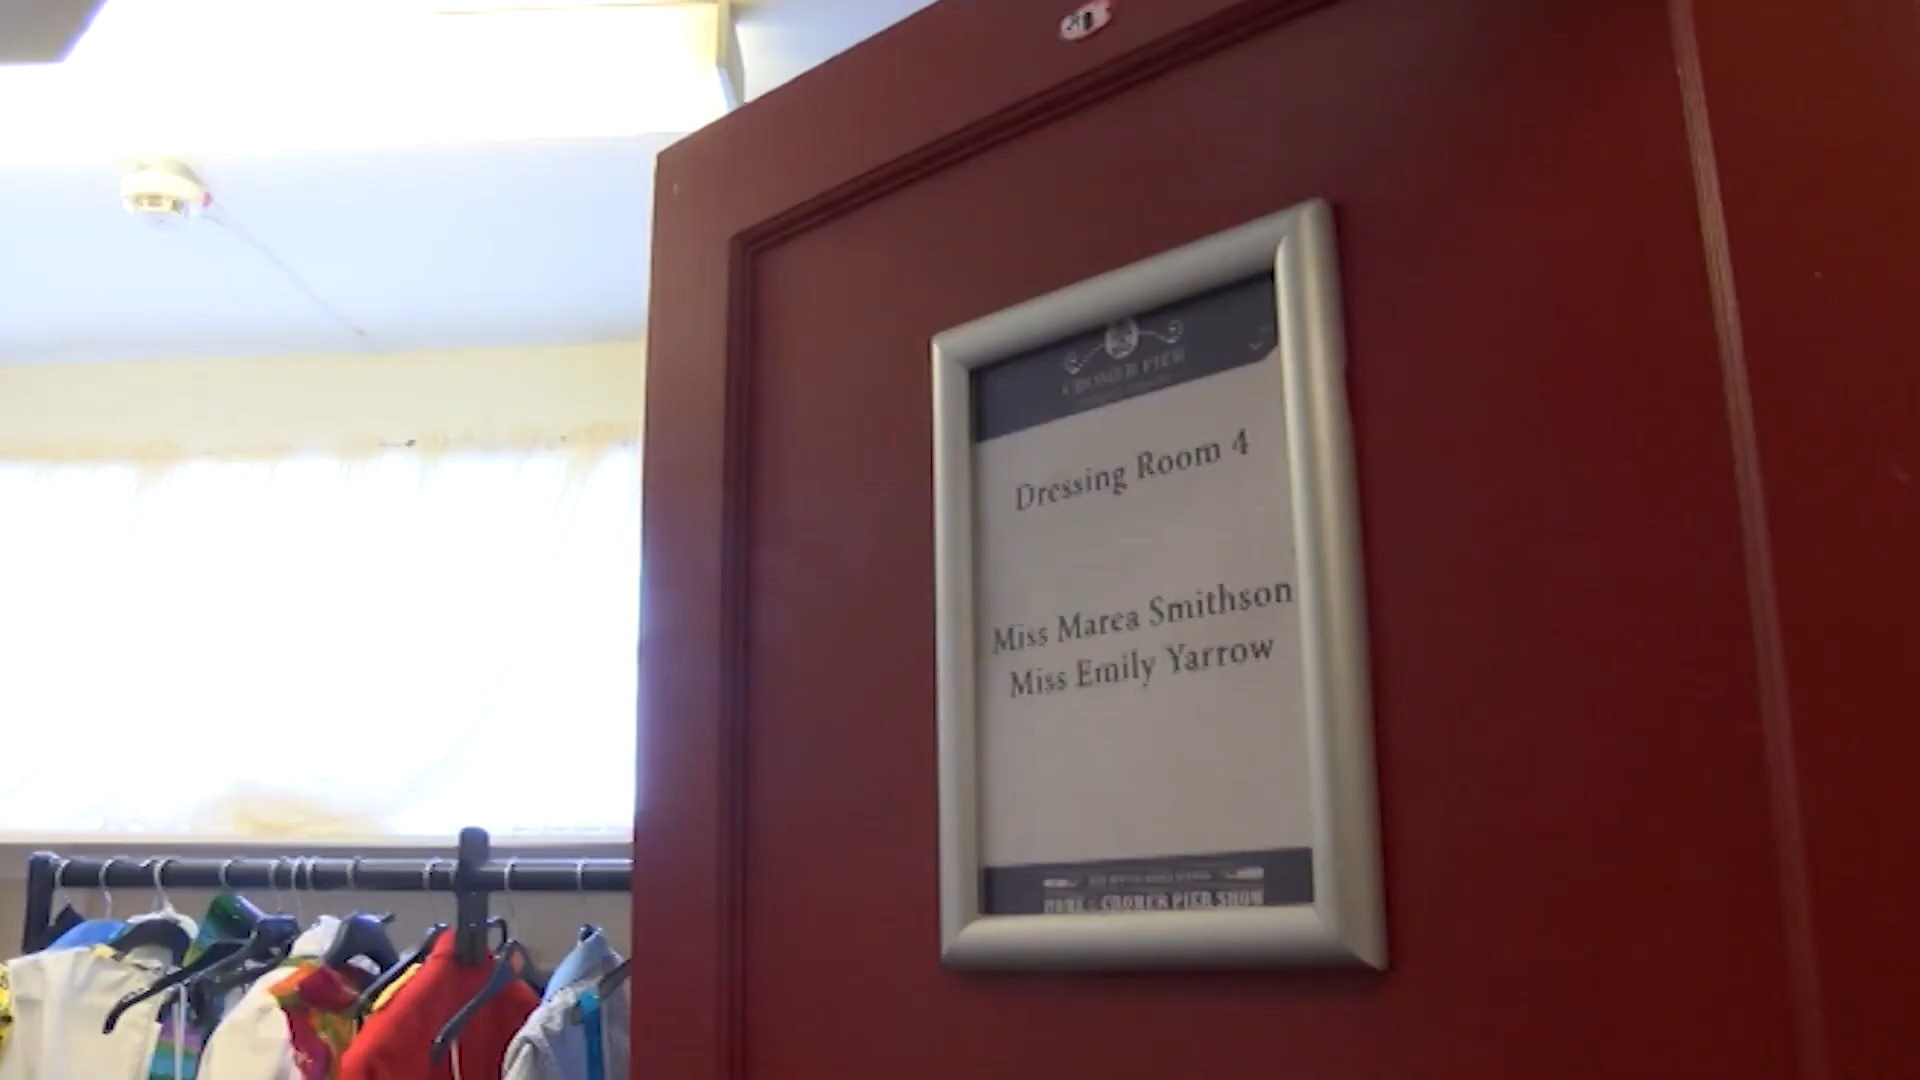 CROMER PIER
Dressing Room 4
Miss Marea Smithson
Miss Emily Yarrow
CROMER PIER SHOW